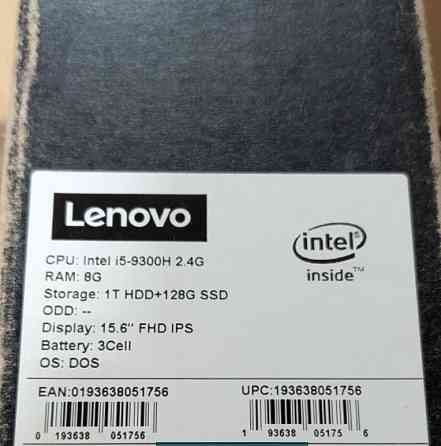 Lenovo
intel
inside™
CPU: Intel i5-9300H 2.4G
RAM: 8G
Storage: 1T HDD+128G SSD
ODD: --
Display: 15.6" FHD IPS
Battery: 3Cell
OS: DOS
EAN:0193638051756 UPC:193638051756
0 193638 051756 1 93638 05175 6